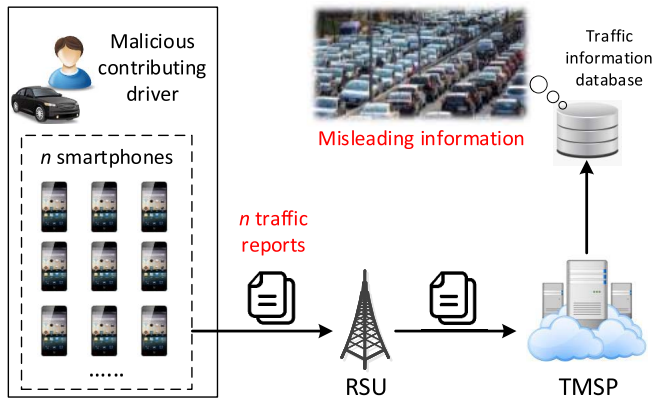 Malicious
contributing
driver
n smartphones
......
n traffic
reports
RSU
TMSP
Misleading information
Traffic
information
database